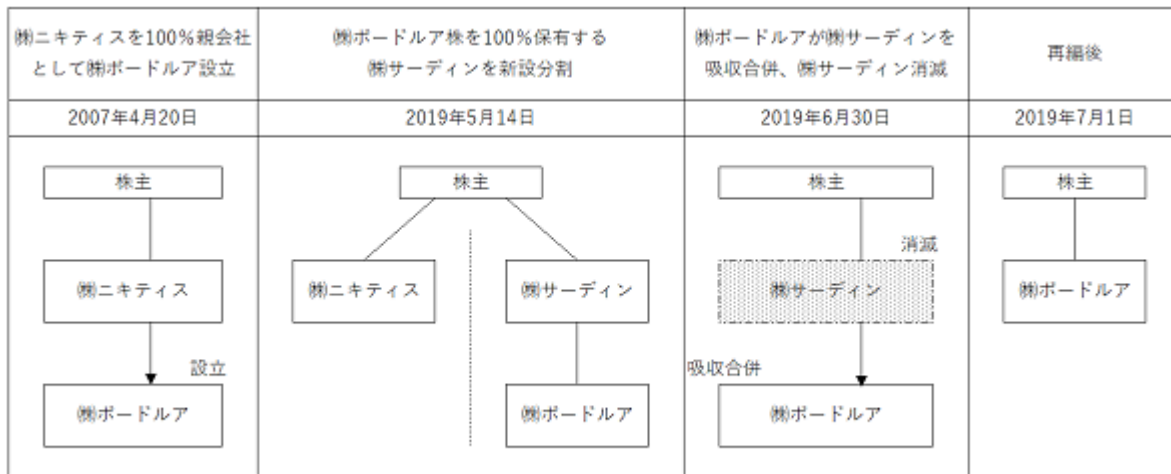 ㈱ニキティスを100％親会社
として㈱ボードルア設立
㈱ボードルア株を100％保有する
㈱サーディンを新設分割
㈱ボードルアが㈱サーディンを
吸収合併、㈱サーディン消滅
再編後
2007年4月20日
2019年5月14日
2019年6月30日
2019年7月1日
株主
㈱ニキティス
設立
㈱ボードルア
株主
㈱ニキティス
㈱サーディン
㈱ボードルア
株主
消滅
㈱サーディン
吸収合併
㈱ボードルア
株主
㈱ボードルア